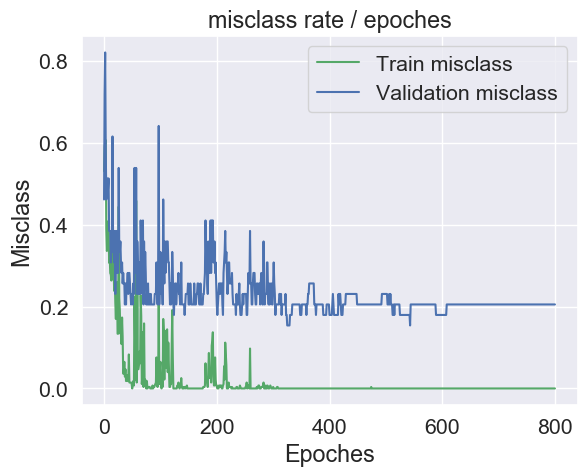 misclass rate / epoches
Train misclass
Validation misclass
Misclass
0.8
0.6
0.4
0.2
0.0
0
200
400
600
800
Epoches